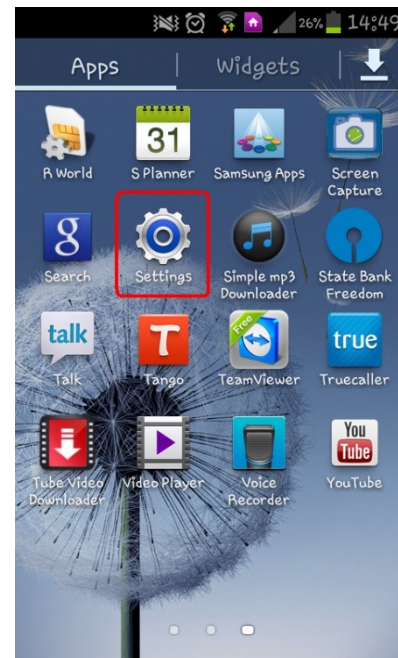 26% 14:49
Apps Widgets
31
R World S Planner Samsung Apps Screen
Capture
8
Search Settings Simple mp3 State Bank
Downloader Freedom
talk T Free true
Talk Tango TeamViewer Truecaller
You
Tube
Tube Video Video Player Voice YouTube
Downloader Recorder